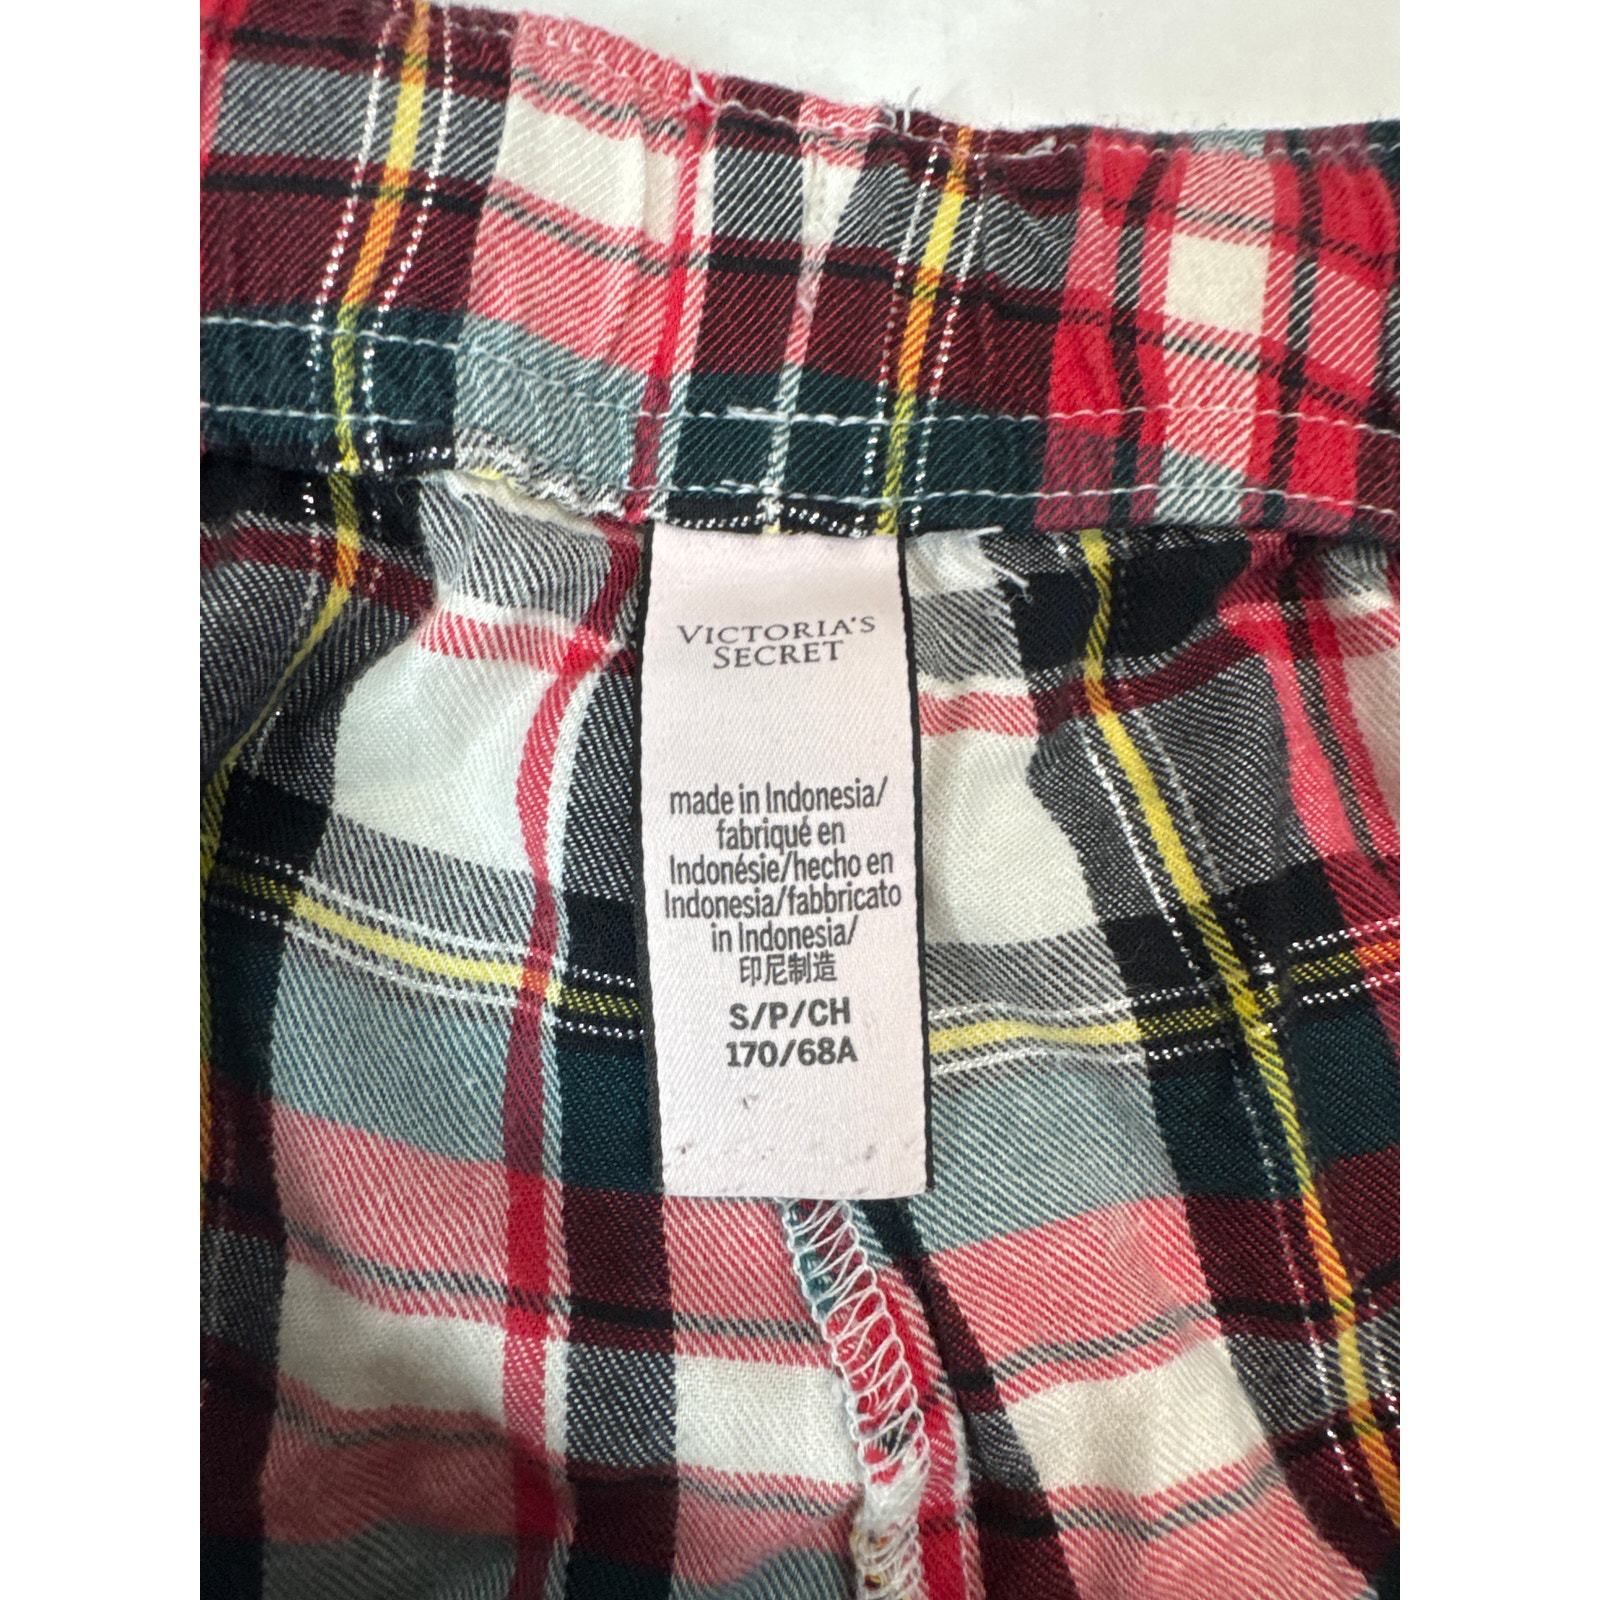 VICTORIA'S
SECRET
made in Indonesia/
fabriqué en
Indonésie/hecho en
Indonesia/fabbricato
in Indonesia/
印尼制造
S/P/CH
170/68A